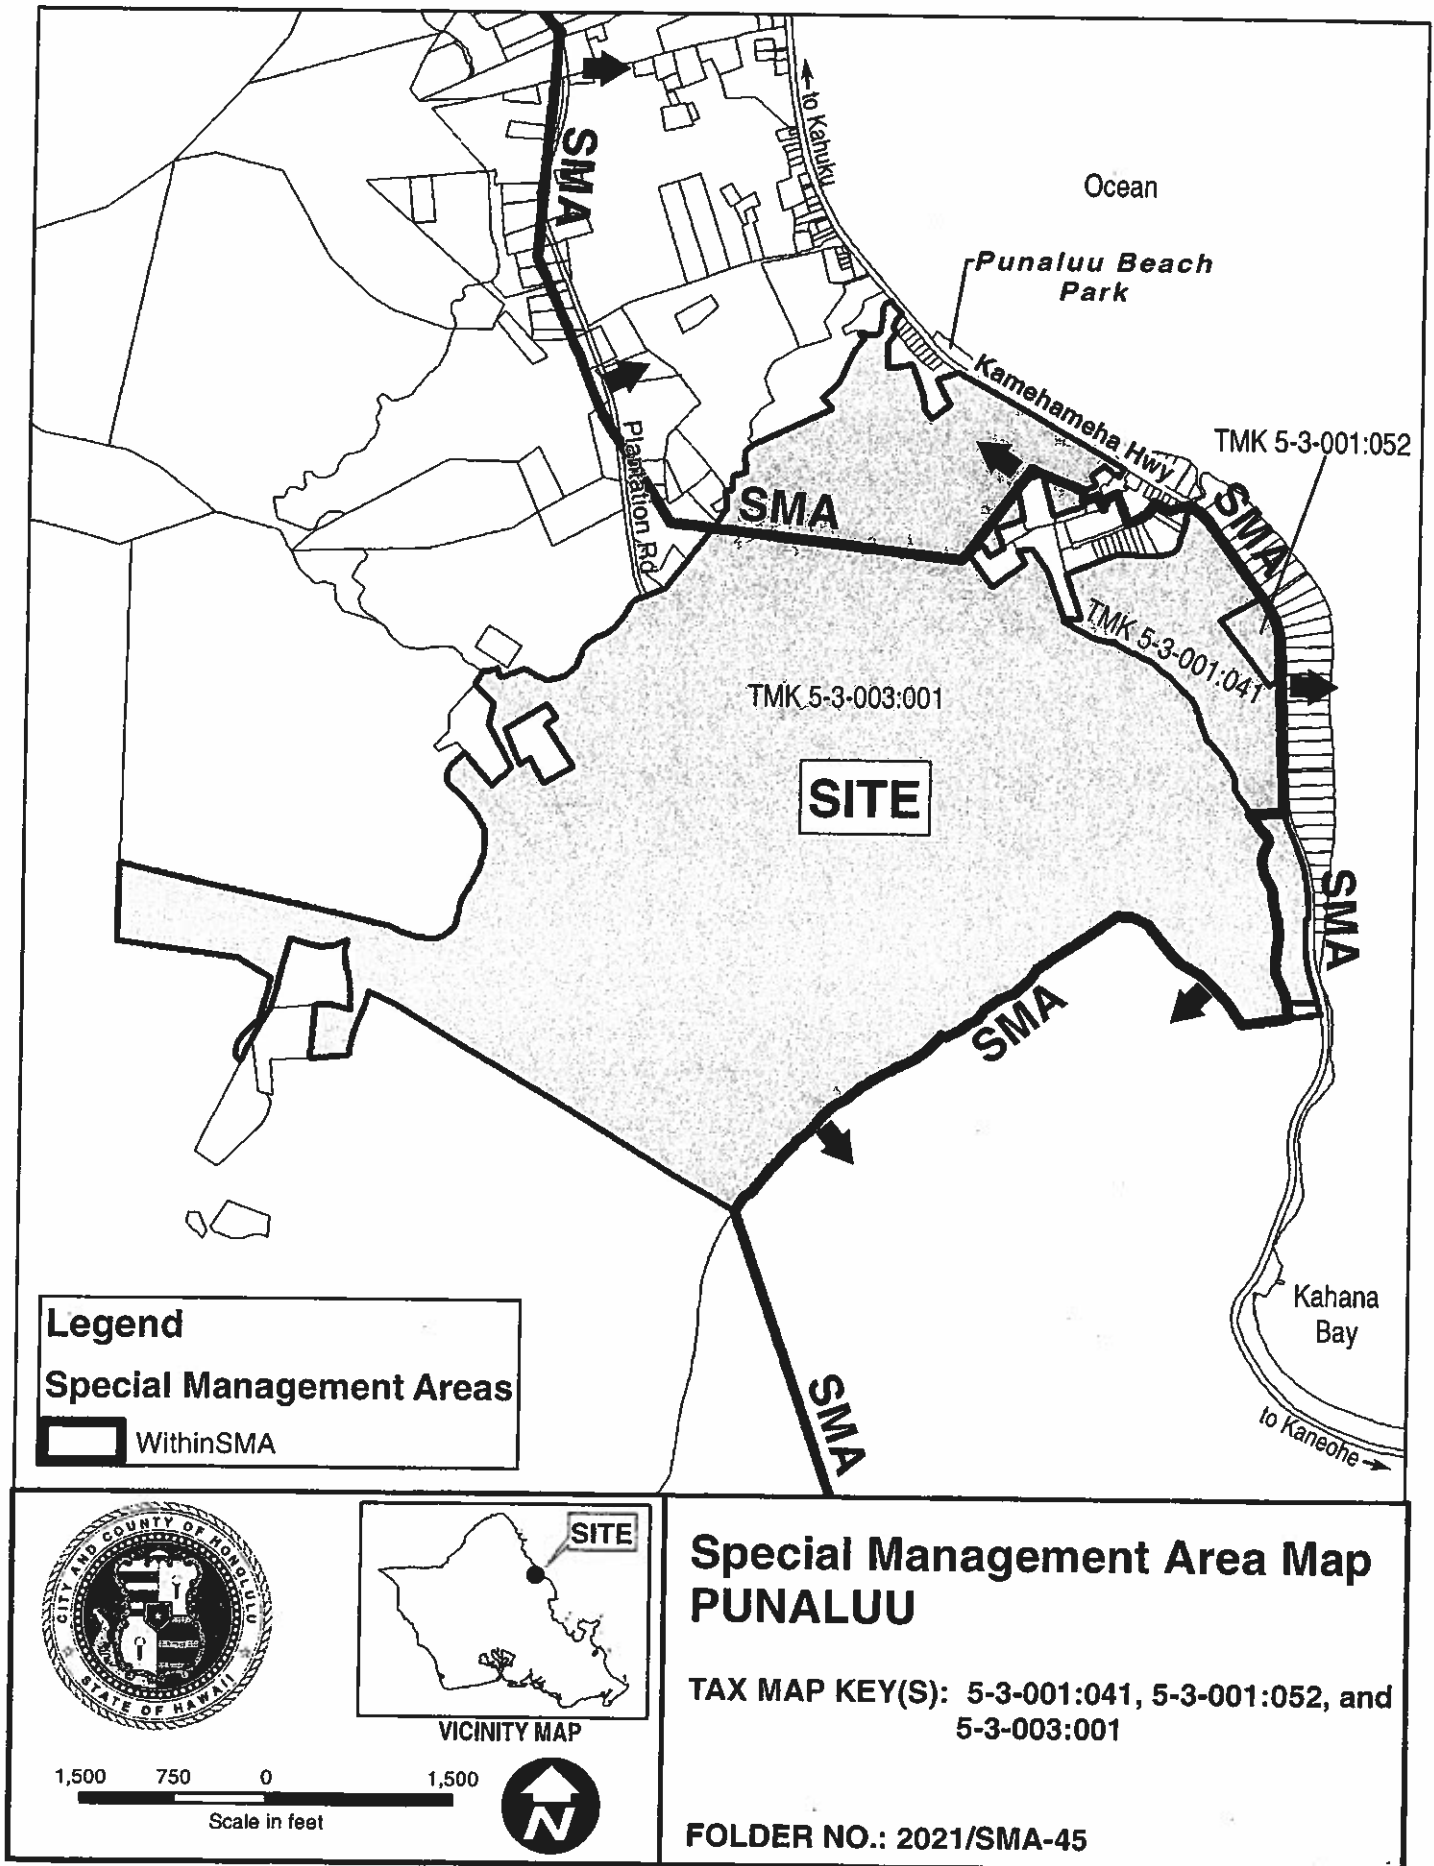 SMA
to Kahuku
Ocean
Punaluu Beach
Park
Kamehameha Hwy
TMK 5-3-001:052
Plantation Rd
SMA
SMA
TMK 5-3-001:041
TMK 5-3-003:001
SITE
SMA
SMA
Kahana
Bay
to Kaneohe
SMA
Legend
Special Management Areas
WithinSMA
CITY AND COUNTY OF HONOLULU
STATE OF HAWAII
SITE
VICINITY MAP
1,500 750 0 1,500
Scale in feet
N
Special Management Area Map
PUNALUU
TAX MAP KEY(S): 5-3-001:041, 5-3-001:052, and
5-3-003:001
FOLDER NO.: 2021/SMA-45